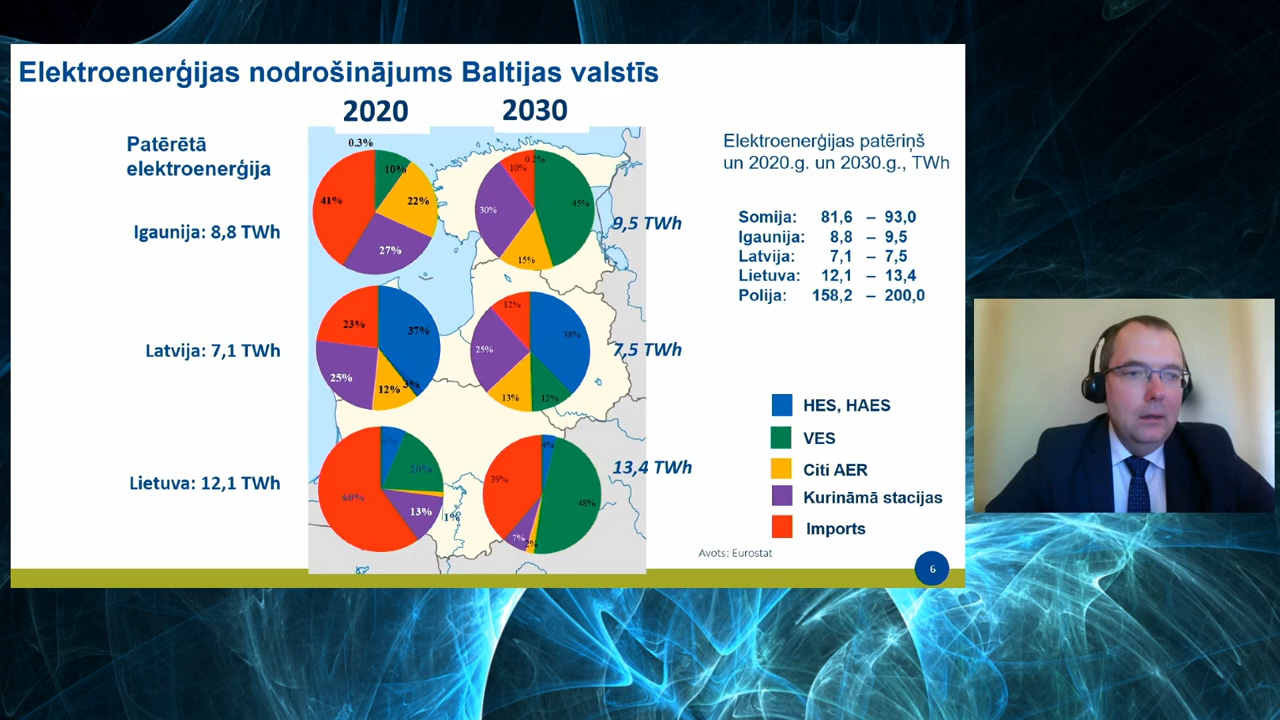 Elektroenerģijas nodrošinājums Baltijas valstīs
2020
2030
Patērētā
elektroenerģija
Elektroenerģijas patēriņš
un 2020.g. un 2030.g., TWh
0.3%
10%
22%
27%
41%
0.2%
45%
15%
30%
10%
Igaunija: 8,8 TWh
9,5 TWh
Somija: 81,6 – 93,0
Igaunija: 8,8 – 9,5
Latvija: 7,1 – 7,5
Lietuva: 12,1 – 13,4
Polija: 158,2 – 200,0
37%
3%
12%
25%
23%
38%
12%
13%
25%
12%
Latvija: 7,1 TWh
7,5 TWh
20%
1%
13%
60%
48%
7%
39%
Lietuva: 12,1 TWh
13,4 TWh
HES, HAES
VES
Citi AER
Kurināmā stacijas
Imports
Avots: Eurostat
6